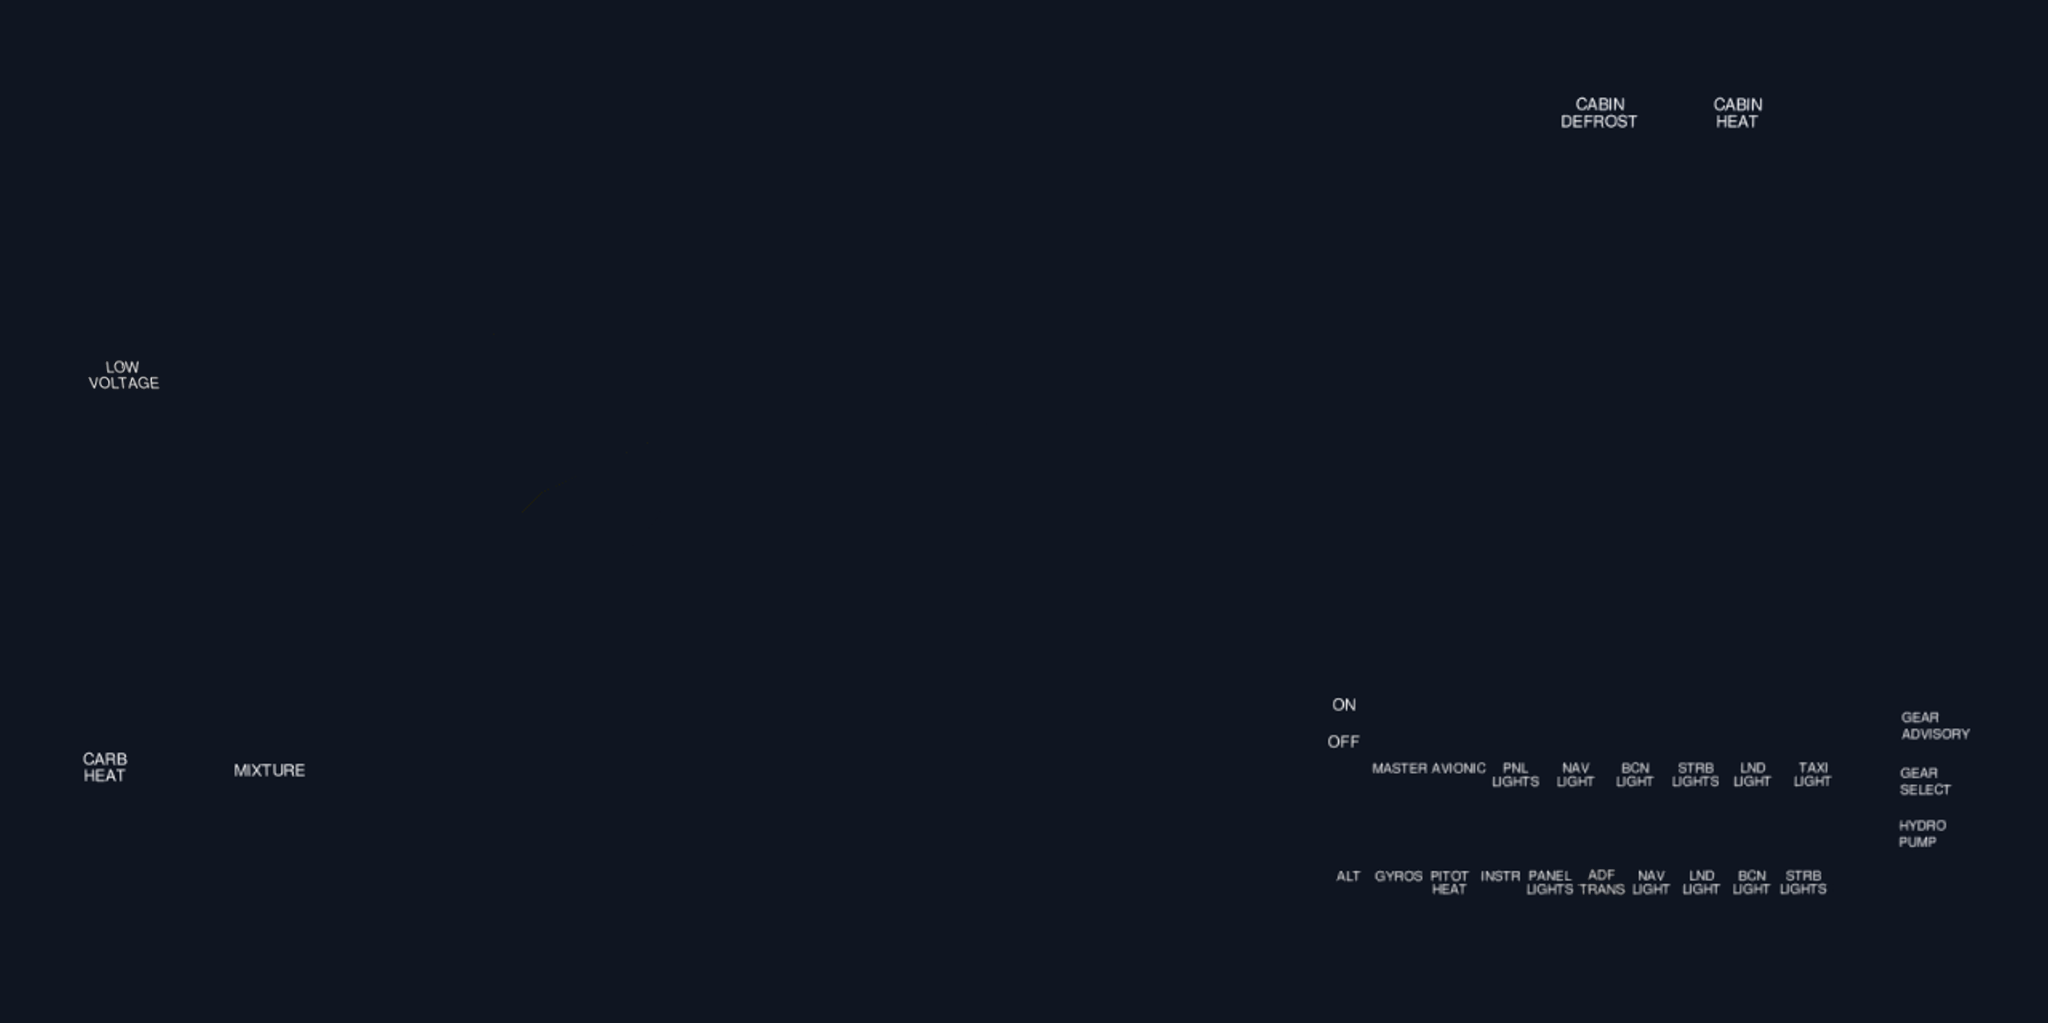 CABIN
DEFROST
CABIN
HEAT
LOW
VOLTAGE
ON
OFF
CARB
HEAT
MIXTURE
MASTER AVIONIC
PNL
LIGHTS
NAV
LIGHT
BCN
LIGHT
STRB
LIGHTS
LND
LIGHT
TAXI
LIGHT
GEAR
ADVISORY
GEAR
SELECT
HYDRO
PUMP
ALT
GYROS
PITOT
HEAT
INSTR
PANEL
LIGHTS
ADF
TRANS
NAV
LIGHT
LND
LIGHT
BCN
LIGHT
STRB
LIGHTS